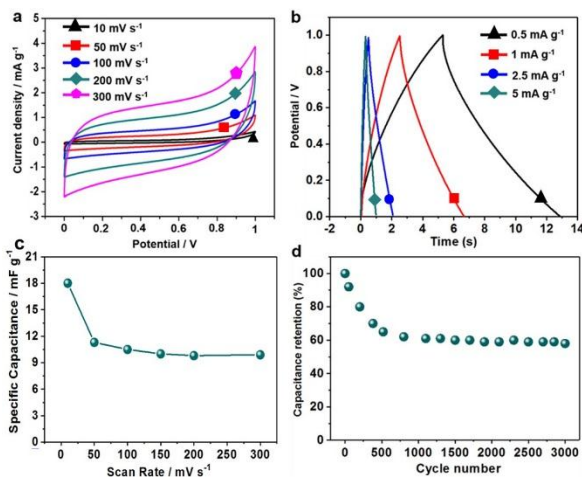 a
10 mV s⁻¹
50 mV s⁻¹
100 mV s⁻¹
200 mV s⁻¹
300 mV s⁻¹
Current density / mA g⁻¹
5
4
3
2
1
0
-1
-2
-3
0.0 0.2 0.4 0.6 0.8 1.0
Potential / V
b
0.5 mA g⁻¹
1 mA g⁻¹
2.5 mA g⁻¹
5 mA g⁻¹
Potential / V
1.0
0.8
0.6
0.4
0.2
0.0
-2 0 2 4 6 8 10 12 14
Time (s)
c
Specific Capacitance / mF g⁻¹
21
18
15
12
9
6
3
0
0 50 100 150 200 250 300
Scan Rate / mV s⁻¹
d
Capacitance retention (%)
100
80
60
40
20
0
0 500 1000 1500 2000 2500 3000
Cycle number